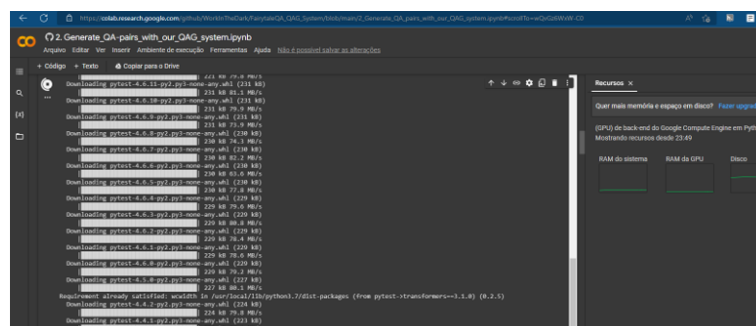 https://colab.research.google.com/github/WorkInTheDark/FairytaleQA_QAG_System/blob/main/2_Generate_QA-pairs_with_our_QAG_system.ipynb#scrollTo=
2. Generate_QA-pairs_with_our_QAG_system.ipynb
Arquivo Editar Ver Inserir Ambiente de execução Ferramentas Ajuda Não é possível salvar as alterações
+ Código + Texto Copiar para o Drive
221 kB 79.8 MB/s
Downloading pytest-4.6.11-py2.py3-none-any.whl (231 kB)
231 kB 81.1 MB/s
Downloading pytest-4.6.10-py2.py3-none-any.whl (231 kB)
231 kB 79.9 MB/s
Downloading pytest-4.6.9-py2.py3-none-any.whl (231 kB)
231 kB 73.9 MB/s
Downloading pytest-4.6.8-py2.py3-none-any.whl (230 kB)
230 kB 74.3 MB/s
Downloading pytest-4.6.7-py2.py3-none-any.whl (230 kB)
230 kB 82.2 MB/s
Downloading pytest-4.6.6-py2.py3-none-any.whl (230 kB)
230 kB 63.6 MB/s
Downloading pytest-4.6.5-py2.py3-none-any.whl (230 kB)
230 kB 77.8 MB/s
Downloading pytest-4.6.4-py2.py3-none-any.whl (229 kB)
229 kB 79.6 MB/s
Downloading pytest-4.6.3-py2.py3-none-any.whl (229 kB)
229 kB 80.8 MB/s
Downloading pytest-4.6.2-py2.py3-none-any.whl (229 kB)
229 kB 78.4 MB/s
Downloading pytest-4.6.1-py2.py3-none-any.whl (229 kB)
229 kB 78.6 MB/s
Downloading pytest-4.6.0-py2.py3-none-any.whl (229 kB)
229 kB 79.2 MB/s
Downloading pytest-4.5.0-py2.py3-none-any.whl (227 kB)
227 kB 80.1 MB/s
Requirement already satisfied: wcwidth in /usr/local/lib/python3.7/dist-packages (from pytest->transformers==3.1.0) (0.2.5)
Downloading pytest-4.4.2-py2.py3-none-any.whl (224 kB)
224 kB 79.8 MB/s
Downloading pytest-4.4.1-py2.py3-none-any.whl (223 kB)
Recursos ×
Quer mais memória e espaço em disco? Fazer upgrad
(GPU) de back-end do Google Compute Engine em Pyth
Mostrando recursos desde 23:49
RAM do sistema RAM da GPU Disco